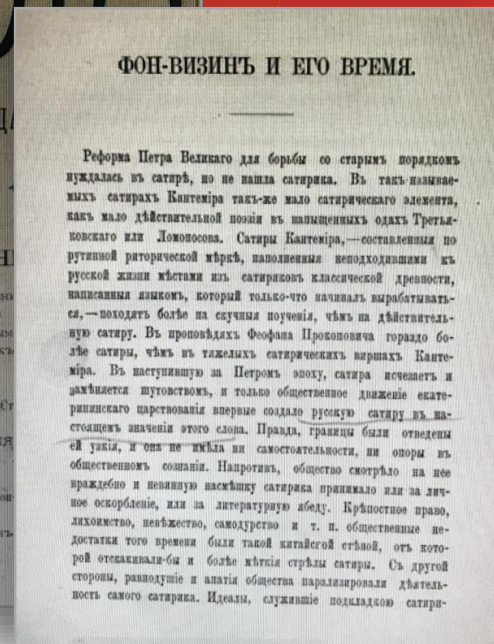 ФОН-ВИЗИНЪ И ЕГО ВРЕМЯ.
Реформа Петра Великаго для борьбы со старымъ порядкомъ
нуждалась въ сатирѣ, но не нашла сатирика. Въ такъ-называе-
мыхъ сатирахъ Кантеміра такъ-же мало сатирическаго элемента,
какъ мало дѣйствительной поэзіи въ напыщенныхъ одахъ Третья-
ковскаго или Ломоносова. Сатиры Кантеміра,—составленныя по
рутинной риторической мѣркѣ, наполненныя неподходившими къ
русской жизни мѣстами изъ сатириковъ классической древности,
написанныя языкомъ, который только-что начиналъ вырабатывать-
ся,—походятъ болѣе на скучныя поученія, чѣмъ на дѣйствитель-
ную сатиру. Въ проповѣдяхъ Ѳеофана Прокоповича гораздо бо-
лѣе сатиры, чѣмъ въ тяжелыхъ сатирическихъ виршахъ Канте-
міра. Въ наступившую за Петромъ эпоху, сатира исчезаетъ и
замѣняется шутовствомъ, и только общественное движеніе екате-
рининскаго царствованія впервые создало русскую сатиру въ на-
стоящемъ значеніи этого слова. Правда, границы были отведены
ей узкія, и она не имѣла ни самостоятельности, ни опоры въ
общественномъ сознаніи. Напротивъ, общество смотрѣло на нее
враждебно и невинную насмѣшку сатирика принимало или за лич-
ное оскорбленіе, или за литературную ябеду. Крѣпостное право,
лихоимство, невѣжество, самодурство и т. п. общественные не-
достатки того времени были такой китайской стѣной, отъ кото-
рой отскакивали-бы и болѣе мѣткія стрѣлы сатиры. Съ другой
стороны, равнодушіе и апатія общества парализировали дѣятель-
ность самого сатирика. Идеалы, служившіе подкладкою сатири-